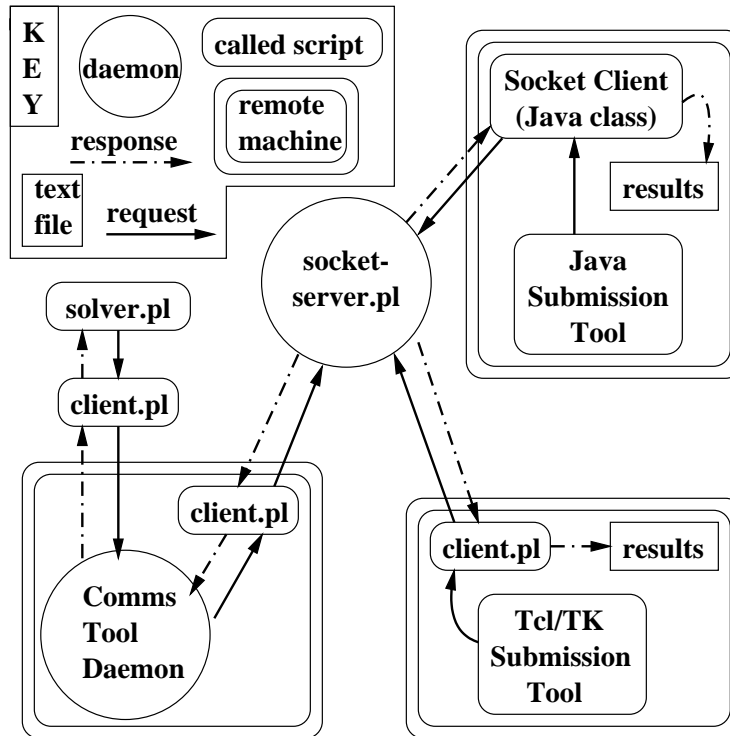 K
E
Y
daemon
called script
response
remote
machine
text
file
request
Socket Client
(Java class)
results
Java
Submission
Tool
socket-
server.pl
solver.pl
client.pl
client.pl
Comms
Tool
Daemon
client.pl
results
Tcl/TK
Submission
Tool